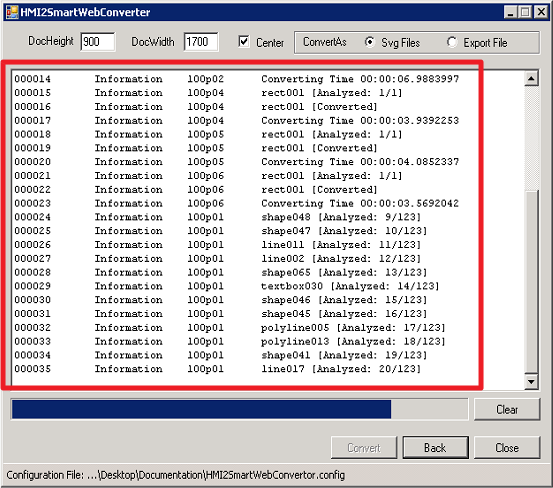 HMI2SmartWebConverter
DocHeight 900 DocWidth 1700 Center ConvertAs Svg Files Export File
000014 Information 100p02 Converting Time 00:00:06.9883997
000015 Information 100p04 rect001 [Analyzed: 1/1]
000016 Information 100p04 rect001 [Converted]
000017 Information 100p04 Converting Time 00:00:03.9392253
000018 Information 100p05 rect001 [Analyzed: 1/1]
000019 Information 100p05 rect001 [Converted]
000020 Information 100p05 Converting Time 00:00:04.0852337
000021 Information 100p06 rect001 [Analyzed: 1/1]
000022 Information 100p06 rect001 [Converted]
000023 Information 100p06 Converting Time 00:00:03.5692042
000024 Information 100p01 shape048 [Analyzed: 9/123]
000025 Information 100p01 shape047 [Analyzed: 10/123]
000026 Information 100p01 line011 [Analyzed: 11/123]
000027 Information 100p01 line002 [Analyzed: 12/123]
000028 Information 100p01 shape065 [Analyzed: 13/123]
000029 Information 100p01 textbox030 [Analyzed: 14/123]
000030 Information 100p01 shape046 [Analyzed: 15/123]
000031 Information 100p01 shape045 [Analyzed: 16/123]
000032 Information 100p01 polyline005 [Analyzed: 17/123]
000033 Information 100p01 polyline013 [Analyzed: 18/123]
000034 Information 100p01 shape041 [Analyzed: 19/123]
000035 Information 100p01 line017 [Analyzed: 20/123]
Clear
Convert Back Close
Configuration File: ...\Desktop\Documentation\HMI2SmartWebConvertor.config